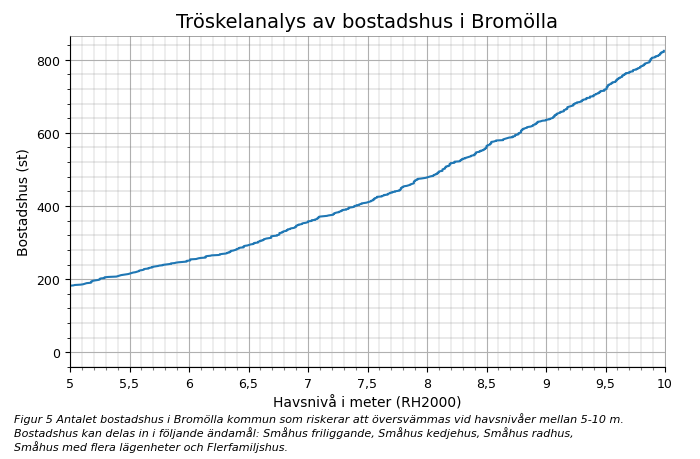 Tröskelanalys av bostadshus i Bromölla
800
600
400
200
0
Bostadshus (st)
5 5,5 6 6,5 7 7,5 8 8,5 9 9,5 10
Havsnivå i meter (RH2000)
Figur 5 Antalet bostadshus i Bromölla kommun som riskerar att översvämmas vid havsnivåer mellan 5-10 m.
Bostadshus kan delas in i följande ändamål: Småhus friliggande, Småhus kedjehus, Småhus radhus,
Småhus med flera lägenheter och Flerfamiljshus.